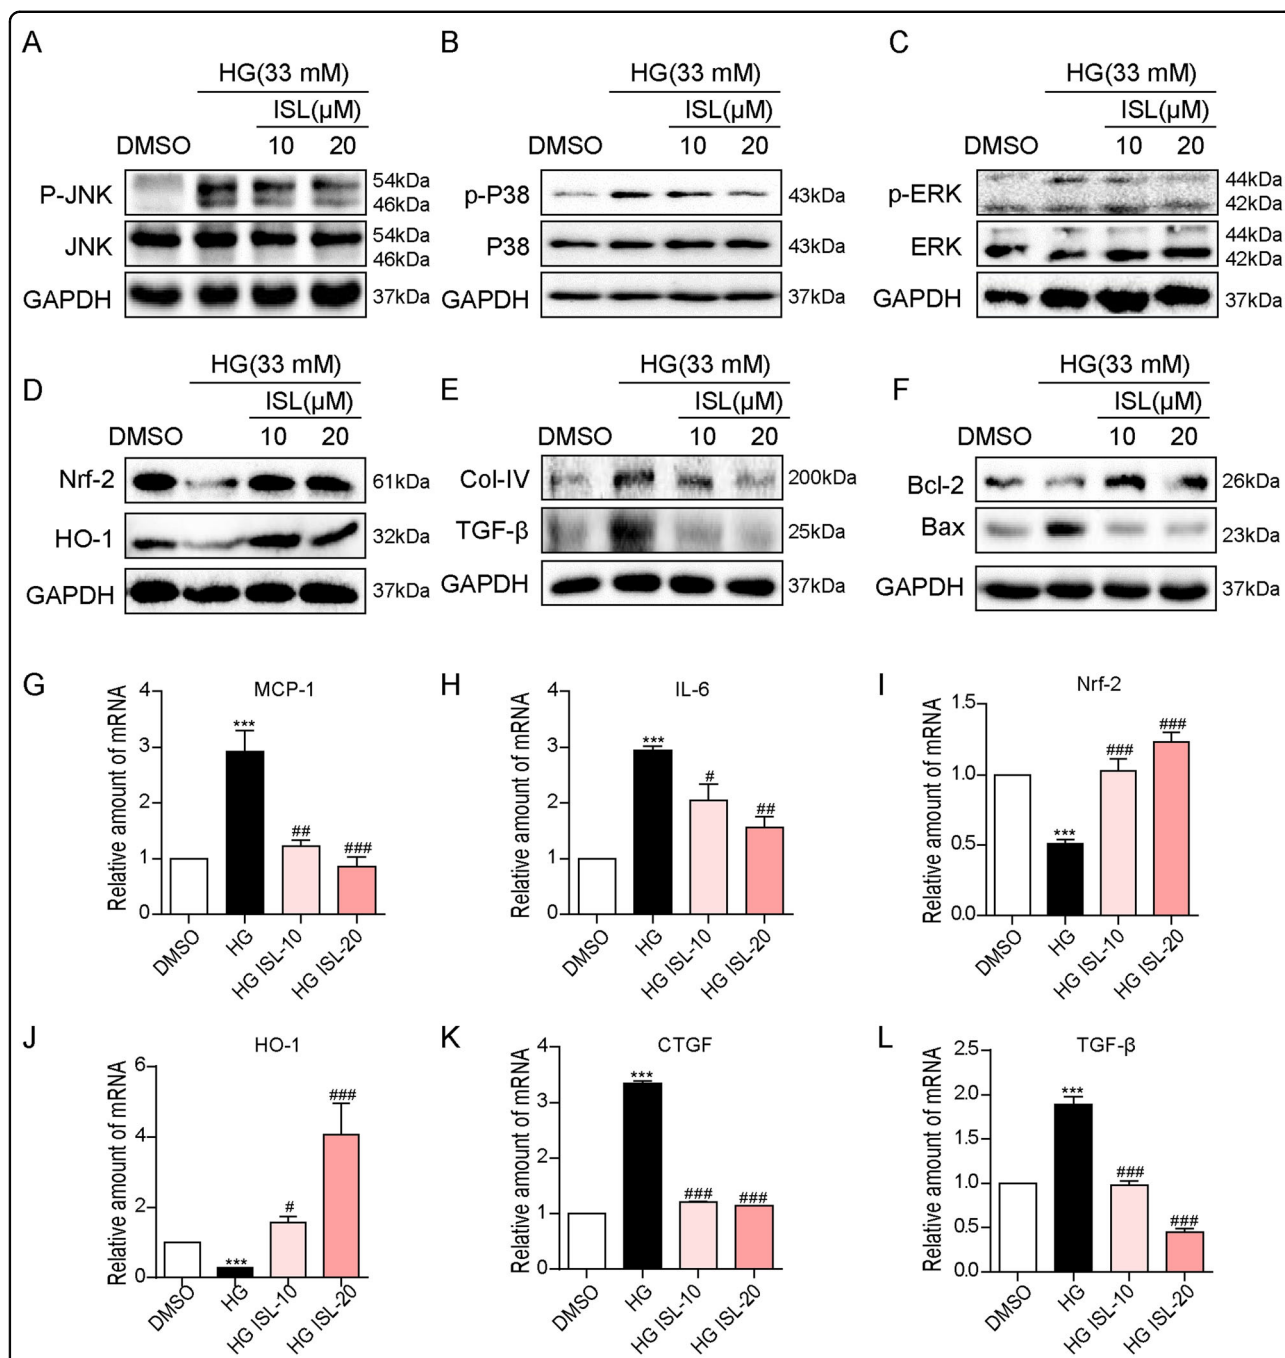 A
HG(33 mM)
ISL(μM)
DMSO 10 20
P-JNK 54kDa
46kDa
JNK 54kDa
46kDa
GAPDH 37kDa
B
HG(33 mM)
ISL(μM)
DMSO 10 20
p-P38 43kDa
P38 43kDa
GAPDH 37kDa
C
HG(33 mM)
ISL(μM)
DMSO 10 20
p-ERK 44kDa
42kDa
ERK 44kDa
42kDa
GAPDH 37kDa
D
HG(33 mM)
ISL(μM)
DMSO 10 20
Nrf-2 61kDa
HO-1 32kDa
GAPDH 37kDa
E
HG(33 mM)
ISL(μM)
DMSO 10 20
Col-IV 200kDa
TGF-β 25kDa
GAPDH 37kDa
F
HG(33 mM)
ISL(μM)
DMSO 10 20
Bcl-2 26kDa
Bax 23kDa
GAPDH 37kDa
G
MCP-1
Relative amount of mRNA
4
3
2
1
0
***
##
###
DMSO
HG
HG ISL-10
HG ISL-20
H
IL-6
Relative amount of mRNA
4
3
2
1
0
***
#
##
DMSO
HG
HG ISL-10
HG ISL-20
I
Nrf-2
Relative amount of mRNA
1.5
1.0
0.5
0.0
***
###
###
DMSO
HG
HG ISL-10
HG ISL-20
J
HO-1
Relative amount of mRNA
6
4
2
0
***
#
###
DMSO
HG
HG ISL-10
HG ISL-20
K
CTGF
Relative amount of mRNA
4
3
2
1
0
***
###
###
DMSO
HG
HG ISL-10
HG ISL-20
L
TGF-β
Relative amount of mRNA
2.5
2.0
1.5
1.0
0.5
0.0
***
###
###
DMSO
HG
HG ISL-10
HG ISL-20